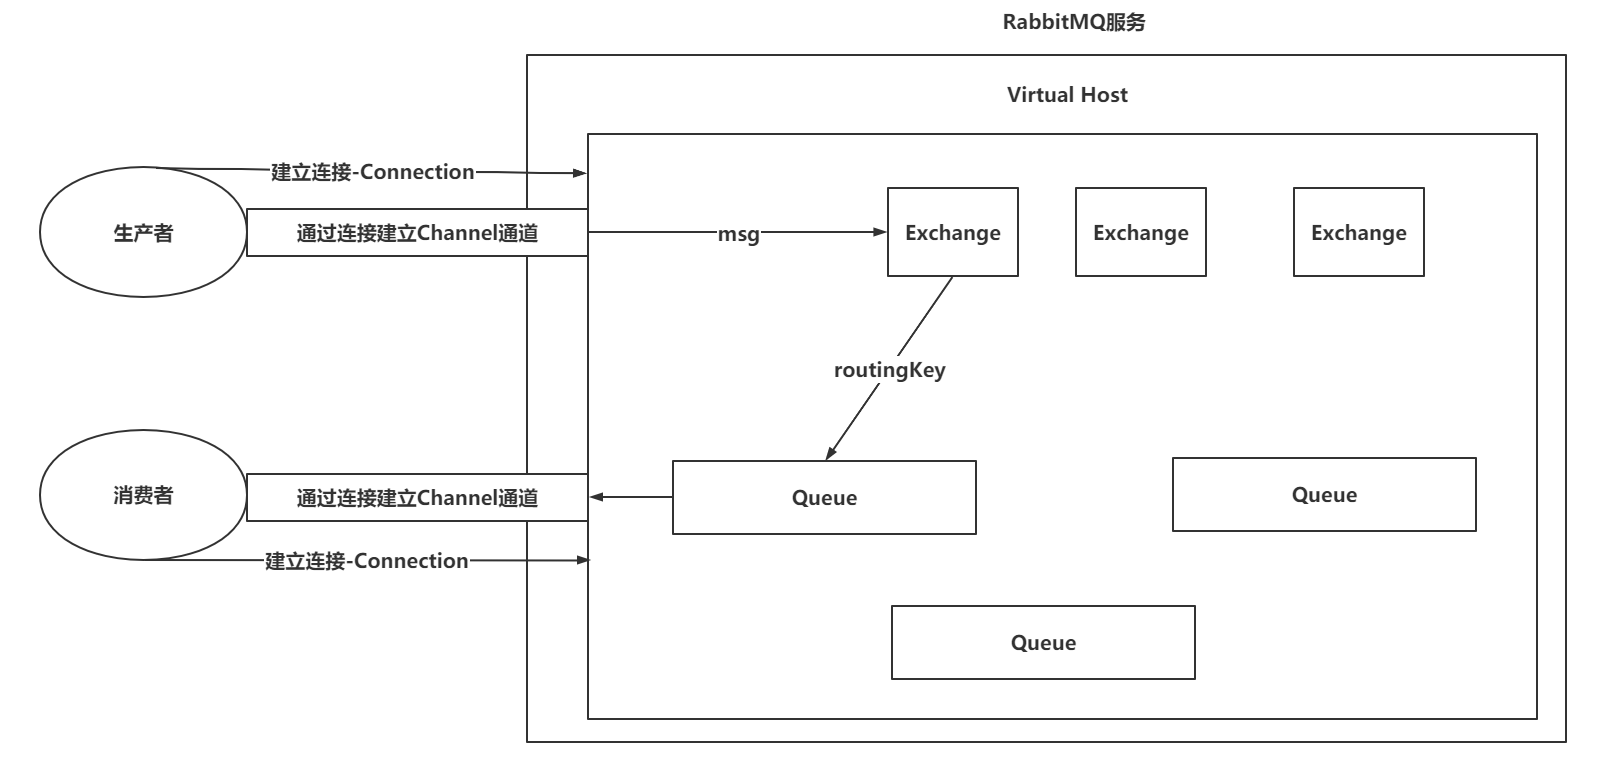 RabbitMQ服务
Virtual Host
建立连接-Connection
生产者
通过连接建立Channel通道
msg
Exchange
Exchange
Exchange
routingKey
消费者
通过连接建立Channel通道
Queue
Queue
建立连接-Connection
Queue